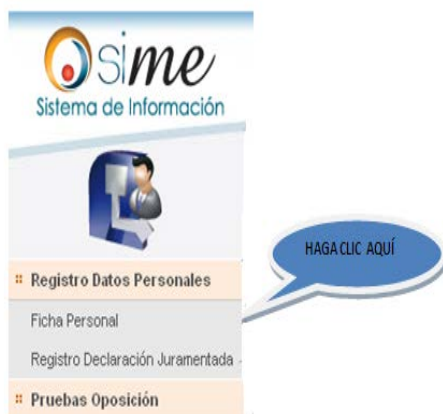 sime
Sistema de Información
HAGA CLIC AQUÍ
Registro Datos Personales
Ficha Personal
Registro Declaración Juramentada
Pruebas Oposición